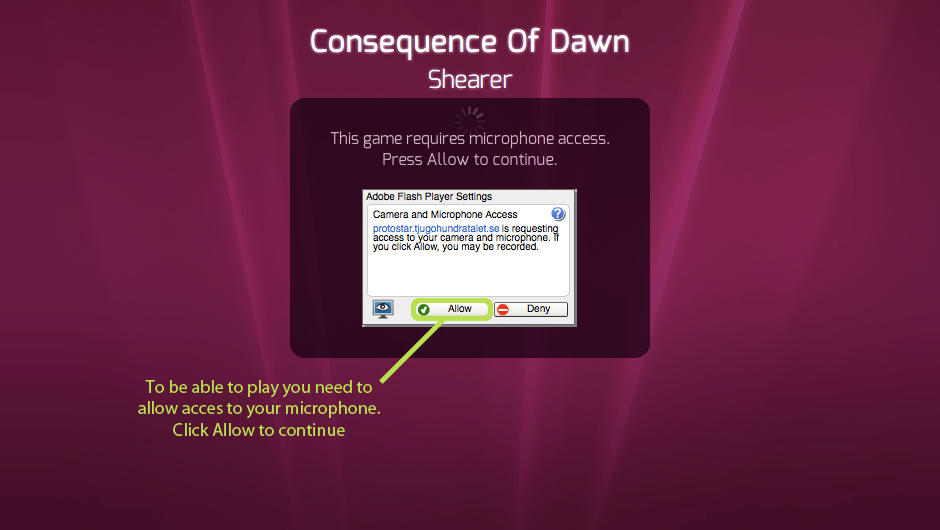 Consequence Of Dawn
Shearer
This game requires microphone access.
Press Allow to continue.
Adobe Flash Player Settings
Camera and Microphone Access
?
protostar.tjugohundratalet.se is requesting
access to your camera and microphone. If
you click Allow, you may be recorded.
Allow
Deny
To be able to play you need to
allow acces to your microphone.
Click Allow to continue